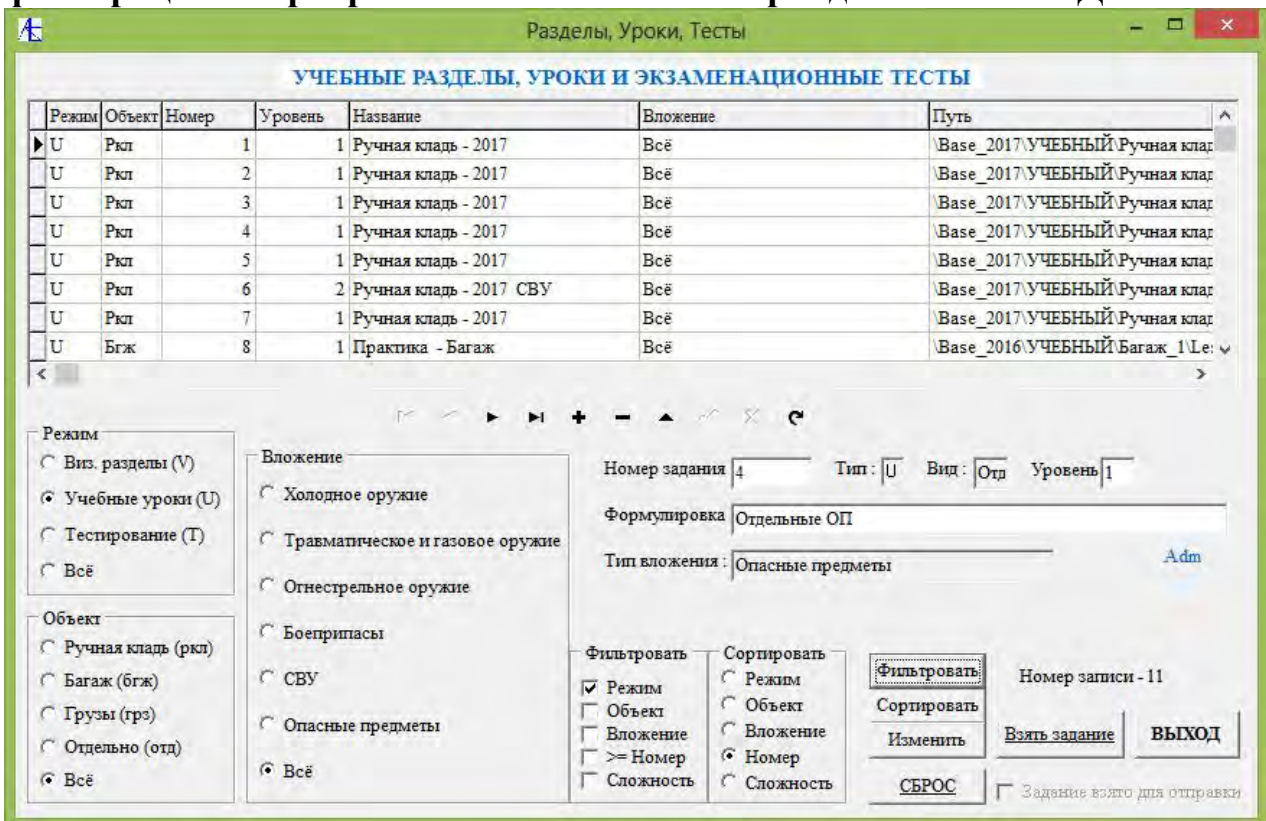 Разделы, Уроки, Тесты
УЧЕБНЫЕ РАЗДЕЛЫ, УРОКИ И ЭКЗАМЕНАЦИОННЫЕ ТЕСТЫ
Режим Объект Номер Уровень Название Вложение Путь
U Ркл 1 1 Ручная кладь - 2017 Всё \Base_2017\УЧЕБНЫЙ\Ручная клад
U Ркл 2 1 Ручная кладь - 2017 Всё \Base_2017\УЧЕБНЫЙ\Ручная клад
U Ркл 3 1 Ручная кладь - 2017 Всё \Base_2017\УЧЕБНЫЙ\Ручная клад
U Ркл 4 1 Ручная кладь - 2017 Всё \Base_2017\УЧЕБНЫЙ\Ручная клад
U Ркл 5 1 Ручная кладь - 2017 Всё \Base_2017\УЧЕБНЫЙ\Ручная клад
U Ркл 6 2 Ручная кладь - 2017 СВУ Всё \Base_2017\УЧЕБНЫЙ\Ручная клад
U Ркл 7 1 Ручная кладь - 2017 Всё \Base_2017\УЧЕБНЫЙ\Ручная клад
U Бгж 8 1 Практика - Багаж Всё \Base_2016\УЧЕБНЫЙ\Багаж_1\Le
Режим
Виз. разделы (V)
Учебные уроки (U)
Тестирование (Т)
Всё
Объект
Ручная кладь (ркл)
Багаж (бгж)
Грузы (грз)
Отдельно (отд)
Всё
Вложение
Холодное оружие
Травматическое и газовое оружие
Огнестрельное оружие
Боеприпасы
СВУ
Опасные предметы
Всё
Номер задания 4 Тип : U Вид : Отд Уровень 1
Формулировка Отдельные ОП
Тип вложения : Опасные предметы
Adm
Фильтровать
Режим
Объект
Вложение
>= Номер
Сложность
Сортировать
Режим
Объект
Вложение
Номер
Сложность
Фильтровать
Сортировать
Изменить
СБРОС
Номер записи - 11
Взять задание
ВЫХОД
Задание взято для отправки